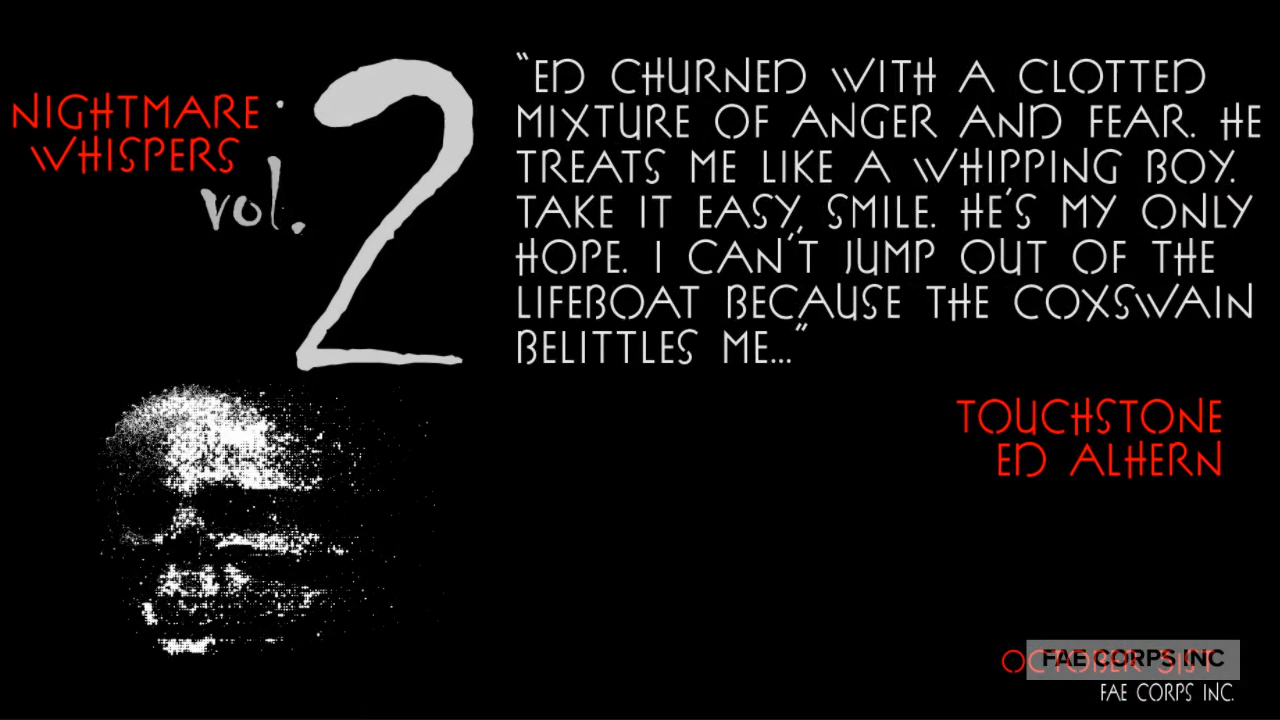 NIGHTMARE
WHISPERS
vol. 2
"ED CHURNED WITH A CLOTTED
MIXTURE OF ANGER AND FEAR. HE
TREATS ME LIKE A WHIPPING BOY.
TAKE IT EASY, SMILE. HE'S MY ONLY
HOPE. I CAN'T JUMP OUT OF THE
LIFEBOAT BECAUSE THE COXSWAIN
BELITTLES ME..."
TOUCHSTONE
ED ALHERN
OCTOBER 31ST
FAE CORPS INC
FAE CORPS INC.